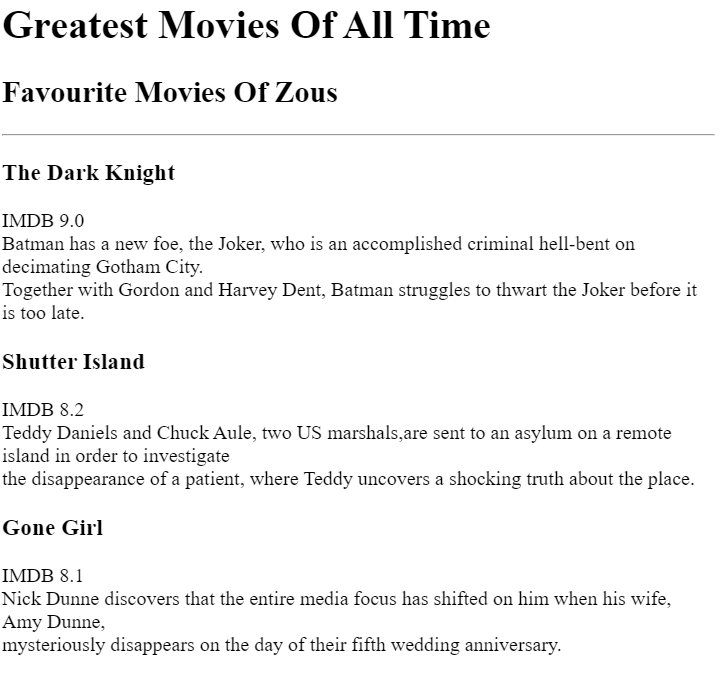 Greatest Movies Of All Time
Favourite Movies Of Zous
The Dark Knight
IMDB 9.0
Batman has a new foe, the Joker, who is an accomplished criminal hell-bent on
decimating Gotham City.
Together with Gordon and Harvey Dent, Batman struggles to thwart the Joker before it
is too late.
Shutter Island
IMDB 8.2
Teddy Daniels and Chuck Aule, two US marshals,are sent to an asylum on a remote
island in order to investigate
the disappearance of a patient, where Teddy uncovers a shocking truth about the place.
Gone Girl
IMDB 8.1
Nick Dunne discovers that the entire media focus has shifted on him when his wife,
Amy Dunne,
mysteriously disappears on the day of their fifth wedding anniversary.